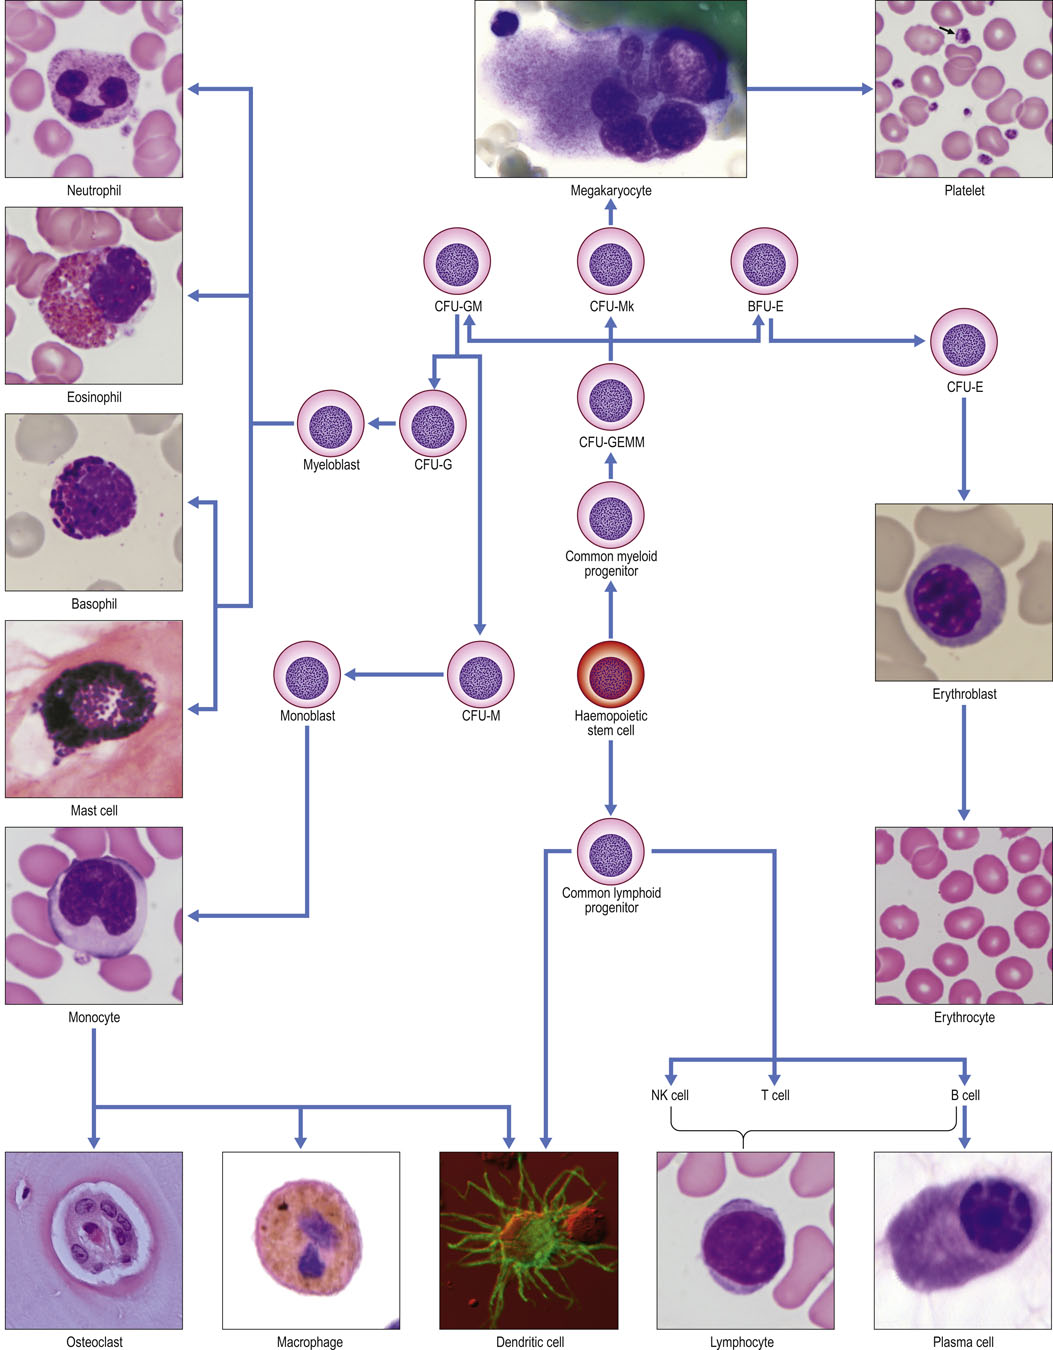 Neutrophil
Megakaryocyte
Platelet
CFU-GM
CFU-Mk
BFU-E
Eosinophil
CFU-E
CFU-GEMM
Myeloblast
CFU-G
Common myeloid
progenitor
Basophil
Erythroblast
Monoblast
CFU-M
Haemopoietic
stem cell
Mast cell
Common lymphoid
progenitor
Monocyte
Erythrocyte
NK cell
T cell
B cell
Osteoclast
Macrophage
Dendritic cell
Lymphocyte
Plasma cell